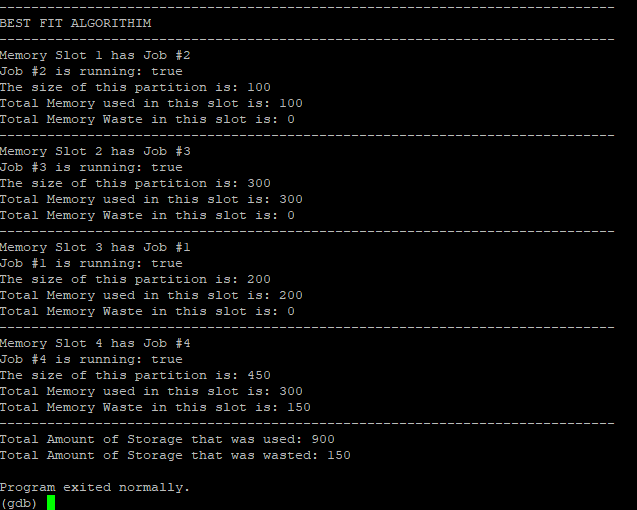 -----------------------------------------------------------------------------
BEST FIT ALGORITHIM
-----------------------------------------------------------------------------
Memory Slot 1 has Job #2
Job #2 is running: true
The size of this partition is: 100
Total Memory used in this slot is: 100
Total Memory Waste in this slot is: 0
-----------------------------------------------------------------------------
Memory Slot 2 has Job #3
Job #3 is running: true
The size of this partition is: 300
Total Memory used in this slot is: 300
Total Memory Waste in this slot is: 0
-----------------------------------------------------------------------------
Memory Slot 3 has Job #1
Job #1 is running: true
The size of this partition is: 200
Total Memory used in this slot is: 200
Total Memory Waste in this slot is: 0
-----------------------------------------------------------------------------
Memory Slot 4 has Job #4
Job #4 is running: true
The size of this partition is: 450
Total Memory used in this slot is: 300
Total Memory Waste in this slot is: 150
-----------------------------------------------------------------------------
Total Amount of Storage that was used: 900
Total Amount of Storage that was wasted: 150
Program exited normally.
(gdb)